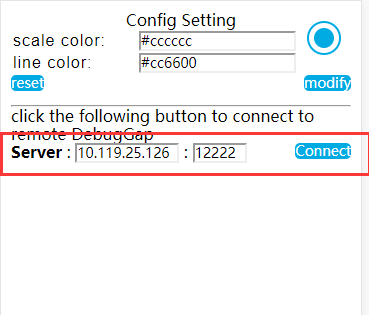 Config Setting
scale color: #cccccc
line color: #cc6600
reset modify
click the following button to connect to
remote DebugGap
Server : 10.119.25.126 : 12222 Connect